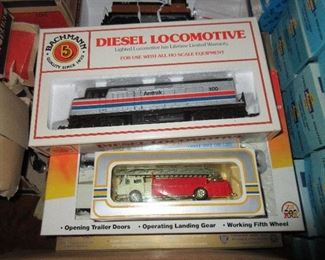 BACHMANN
QUALITY SINCE 1833
DIESEL LOCOMOTIVE
Lighted Locomotive has Lifetime Limited Warranty.
FOR USE WITH ALL HO SCALE EQUIPMENT
Amtrak
300
• Opening Trailer Doors • Operating Landing Gear • Working Fifth Wheel